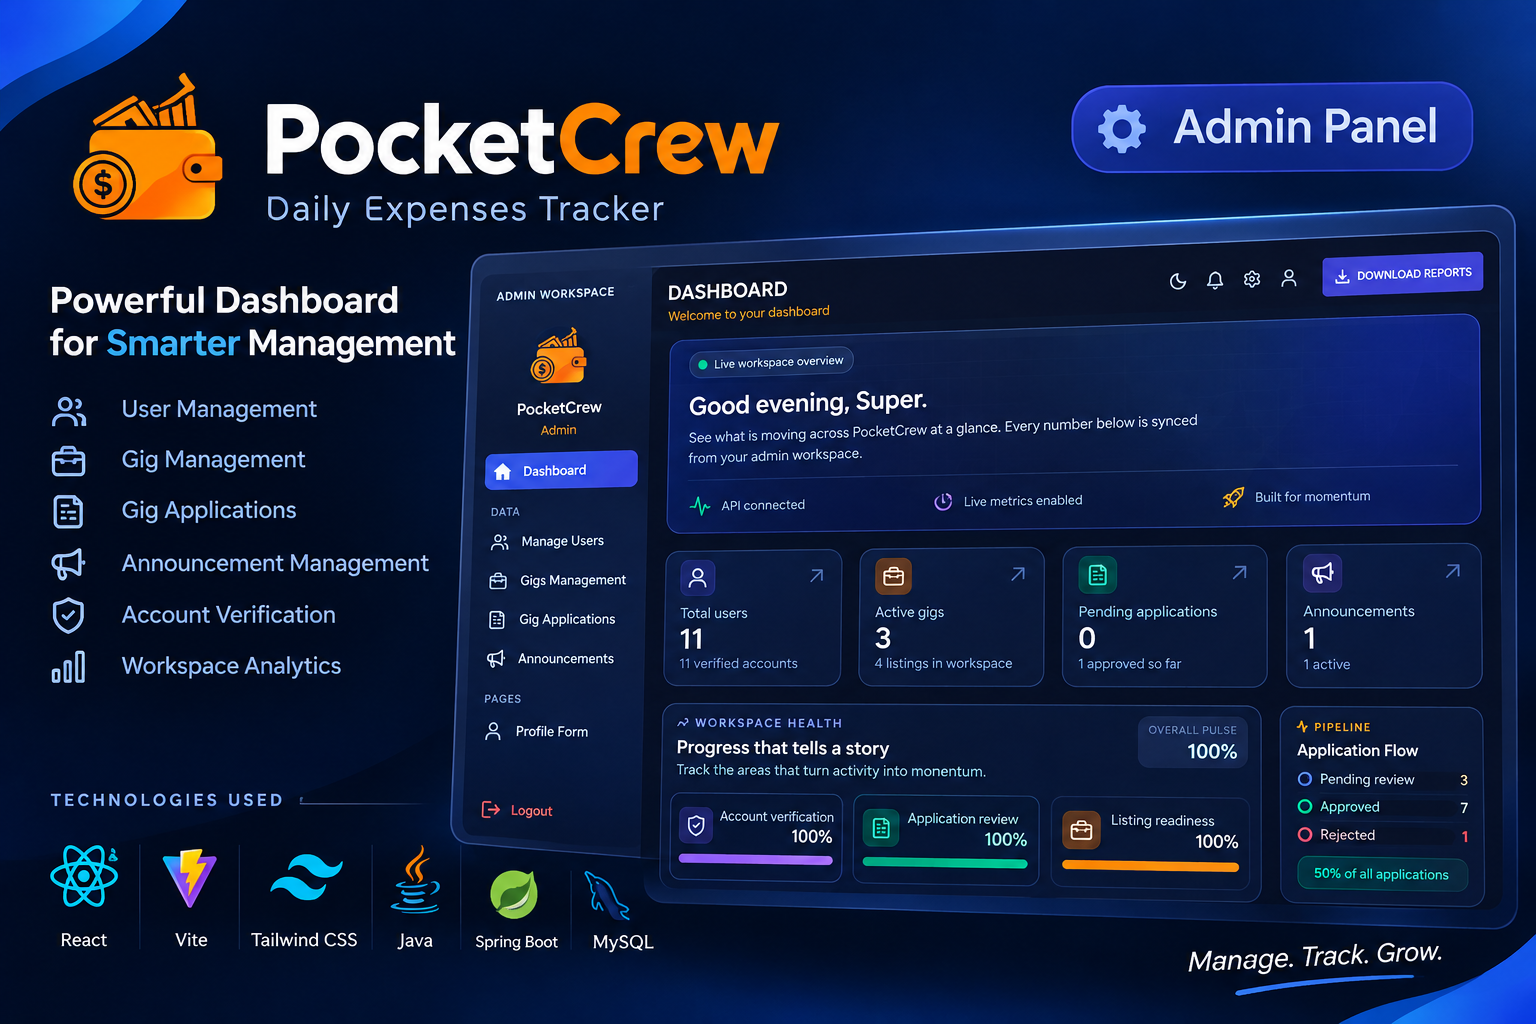 PocketCrew
Daily Expenses Tracker
Admin Panel
Powerful Dashboard
for Smarter Management
User Management
Gig Management
Gig Applications
Announcement Management
Account Verification
Workspace Analytics
TECHNOLOGIES USED
React
Vite
Tailwind CSS
Java
Spring Boot
MySQL
ADMIN WORKSPACE
$
PocketCrew
Admin
Dashboard
DATA
Manage Users
Gigs Management
Gig Applications
Announcements
PAGES
Profile Form
Logout
DASHBOARD
Welcome to your dashboard
DOWNLOAD REPORTS
Live workspace overview
Good evening, Super.
See what is moving across PocketCrew at a glance. Every number below is synced
from your admin workspace.
API connected
Live metrics enabled
Built for momentum
Total users
11
11 verified accounts
Active gigs
3
4 listings in workspace
Pending applications
0
1 approved so far
Announcements
1
1 active
WORKSPACE HEALTH
Progress that tells a story
Track the areas that turn activity into momentum.
OVERALL PULSE
100%
Account verification
100%
Application review
100%
Listing readiness
100%
PIPELINE
Application Flow
Pending review 3
Approved 7
Rejected 1
50% of all applications
Manage. Track. Grow.